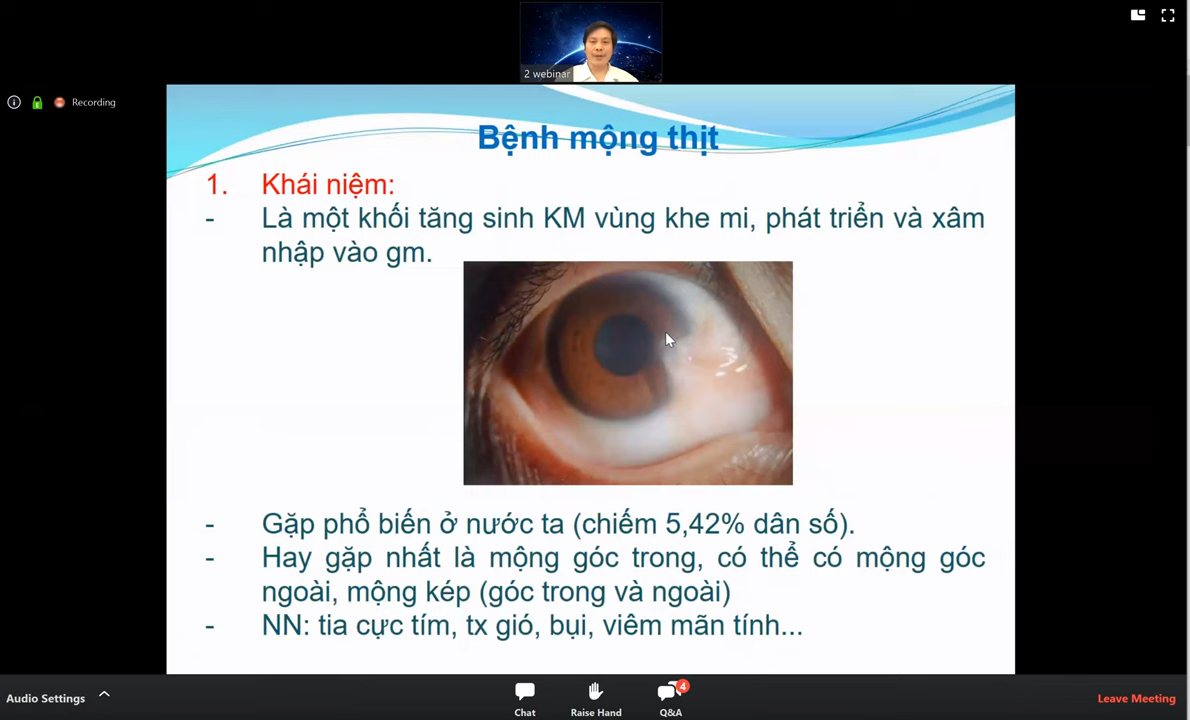 2 webinar
Recording
Bệnh mộng thịt
1. Khái niệm:
- Là một khối tăng sinh KM vùng khe mi, phát triển và xâm
nhập vào gm.
- Gặp phổ biến ở nước ta (chiếm 5,42% dân số).
- Hay gặp nhất là mộng góc trong, có thể có mộng góc
ngoài, mộng kép (góc trong và ngoài)
- NN: tia cực tím, tx gió, bụi, viêm mãn tính...
Audio Settings
Chat
Raise Hand
4
Q&A
Leave Meeting